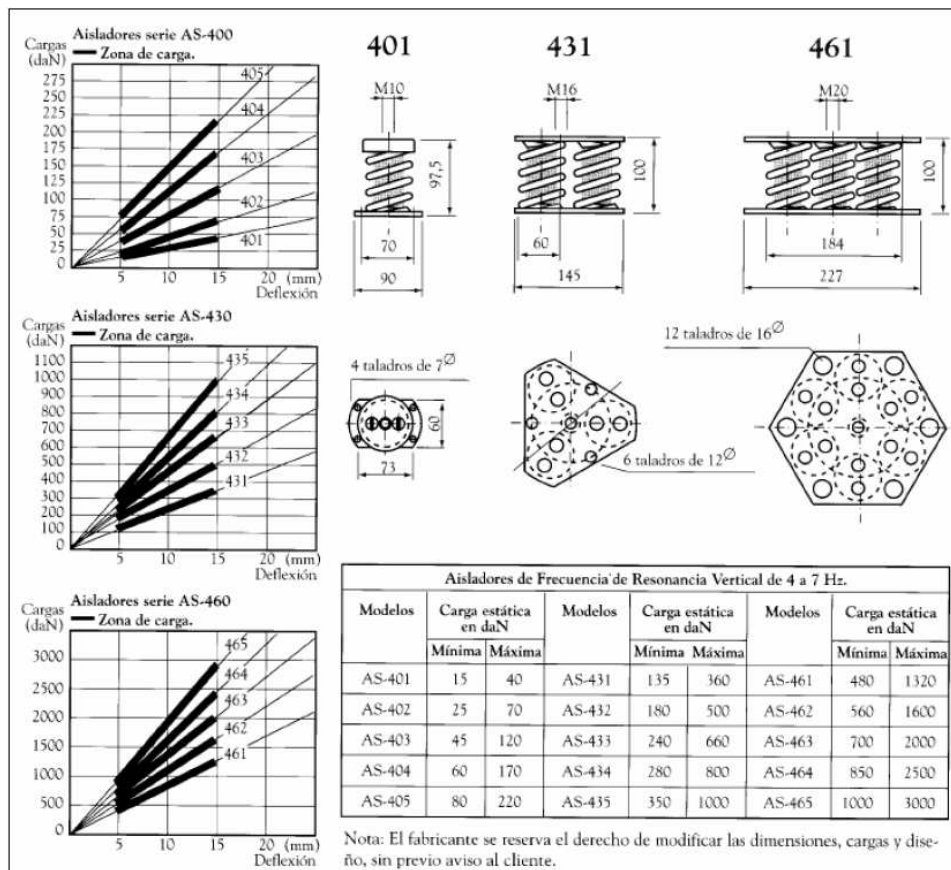 Aisladores serie AS-400
Cargas
(daN)
Zona de carga.
275
250
225
200
175
150
125
100
75
50
25
0
405
404
403
402
401
5
10
15
20
(mm)
Deflexión
Aisladores serie AS-430
Cargas
(daN)
Zona de carga.
1100
1000
900
800
700
600
500
400
300
200
100
0
435
434
433
432
431
5
10
15
20
(mm)
Deflexión
Aisladores serie AS-460
Cargas
(daN)
Zona de carga.
3000
2500
2000
1500
1000
500
0
465
464
463
462
461
5
10
15
20
(mm)
Deflexión
401
M10
97,5
70
90
431
M16
100
60
145
461
M20
100
184
227
4 taladros de 7Ø
60
73
6 taladros de 12Ø
12 taladros de 16Ø
Aisladores de Frecuencia de Resonancia Vertical de 4 a 7 Hz.
Modelos Carga estática en daN Modelos Carga estática en daN Modelos Carga estática en daN
Mínima Máxima Mínima Máxima Mínima Máxima
AS-401 15 40 AS-431 135 360 AS-461 480 1320
AS-402 25 70 AS-432 180 500 AS-462 560 1600
AS-403 45 120 AS-433 240 660 AS-463 700 2000
AS-404 60 170 AS-434 280 800 AS-464 850 2500
AS-405 80 220 AS-435 350 1000 AS-465 1000 3000
Nota: El fabricante se reserva el derecho de modificar las dimensiones, cargas y dise-
ño, sin previo aviso al cliente.